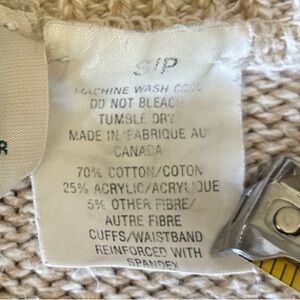 S/P
MACHINE WASH COOL
DO NOT BLEACH
TUMBLE DRY
MADE IN/FABRIQUE AU
CANADA
70% COTTON/COTON
25% ACRYLIC/ACRYLIQUE
5% OTHER FIBRE/
AUTRE FIBRE
CUFFS/WAISTBAND
REINFORCED WITH
SPANDEX
R